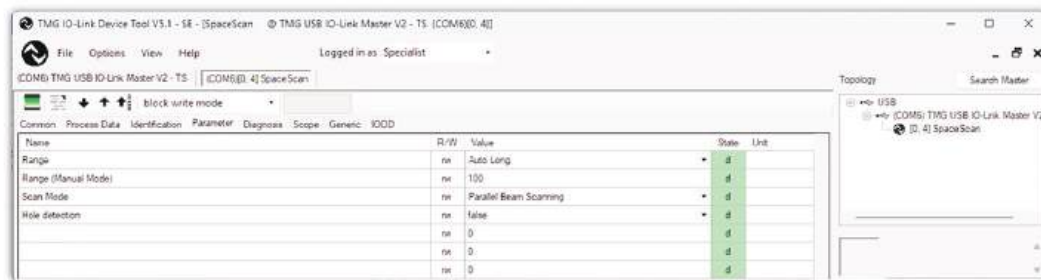 TMG IO-Link Device Tool V5.1 - SE - [SpaceScan @ TMG USB IO-Link Master V2 - TS (COM6)[0, 4]]
File Options View Help Logged in as Specialist
(COM6) TMG USB IO-Link Master V2 - TS (COM6)[0, 4] SpaceScan
Topology Search Master
block write mode
Common Process Data Identification Parameter Diagnosis Scope Generic IODD
Name R/W Value State Unit
Range rw Auto Long d
Range (Manual Mode) rw 100 d
Scan Mode rw Parallel Beam Scanning d
Hole detection rw false d
rw 0 d
rw 0 d
rw 0 d
USB
(COM6) TMG USB IO-Link Master V2
[0, 4] SpaceScan